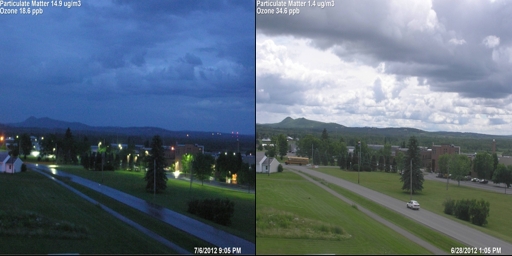 Particulate Matter 14.9 ug/m3
Ozone 18.6 ppb
7/6/2012 9:05 PM
Particulate Matter 1.4 ug/m3
Ozone 34.6 ppb
6/28/2012 1:05 PM